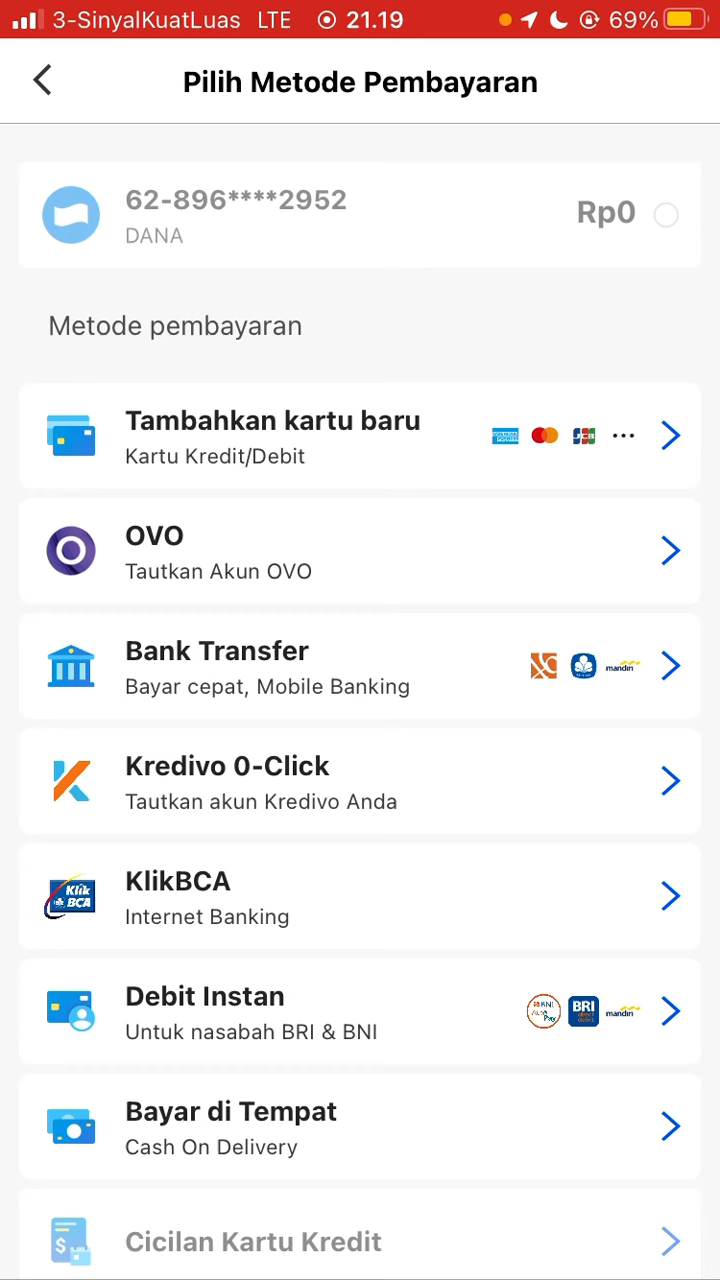 3-SinyalKuatLuas LTE 21.19 69%
Pilih Metode Pembayaran
62-896****2952
DANA
Rp0
Metode pembayaran
Tambahkan kartu baru
Kartu Kredit/Debit
OVO
Tautkan Akun OVO
Bank Transfer
Bayar cepat, Mobile Banking
mandiri
Kredivo 0-Click
Tautkan akun Kredivo Anda
Klik
BCA
KlikBCA
Internet Banking
Debit Instan
Untuk nasabah BRI & BNI
BNI
Pay
BRI
mandiri
Bayar di Tempat
Cash On Delivery
Cicilan Kartu Kredit